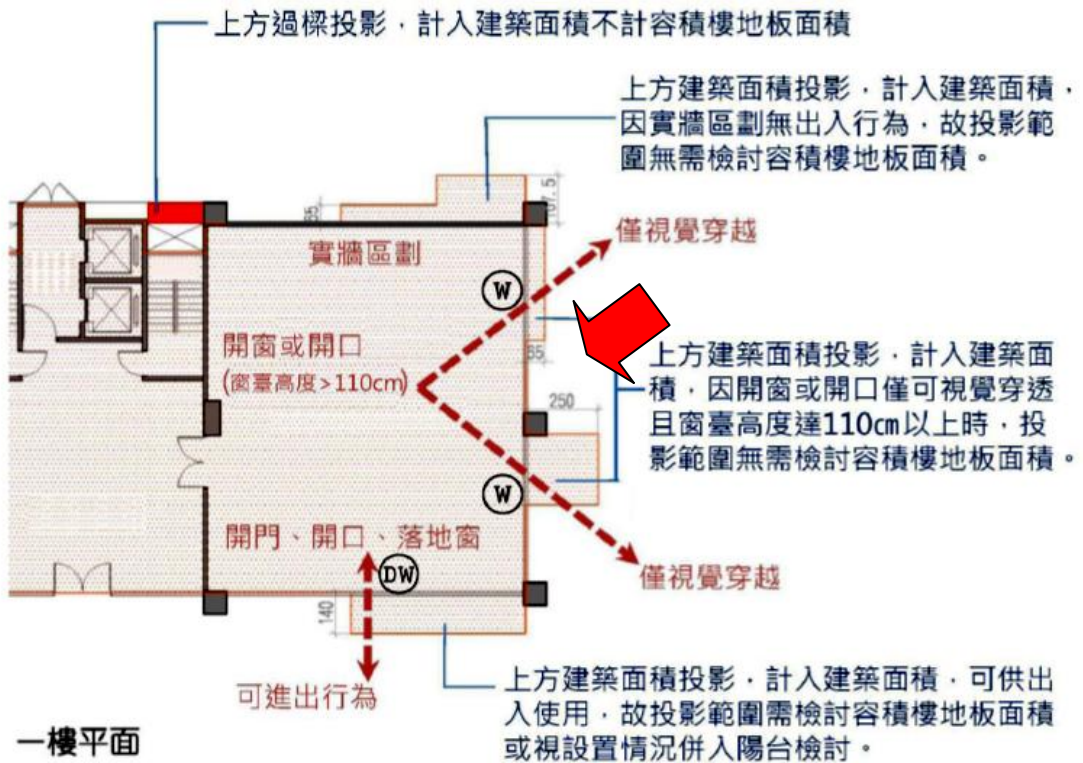 上方過樑投影，計入建築面積不計容積樓地板面積
上方建築面積投影，計入建築面積，
因實牆區劃無出入行為，故投影範
圍無需檢討容積樓地板面積。
107.5
65
實牆區劃
僅視覺穿越
W
開窗或開口
(窗臺高度>110cm)
65
上方建築面積投影，計入建築面
積，因開窗或開口僅可視覺穿透
且窗臺高度達110cm以上時，投
影範圍無需檢討容積樓地板面積。
250
W
開門、開口、落地窗
DW
僅視覺穿越
140
可進出行為
上方建築面積投影，計入建築面積，可供出
入使用，故投影範圍需檢討容積樓地板面積
或視設置情況併入陽台檢討。
一樓平面